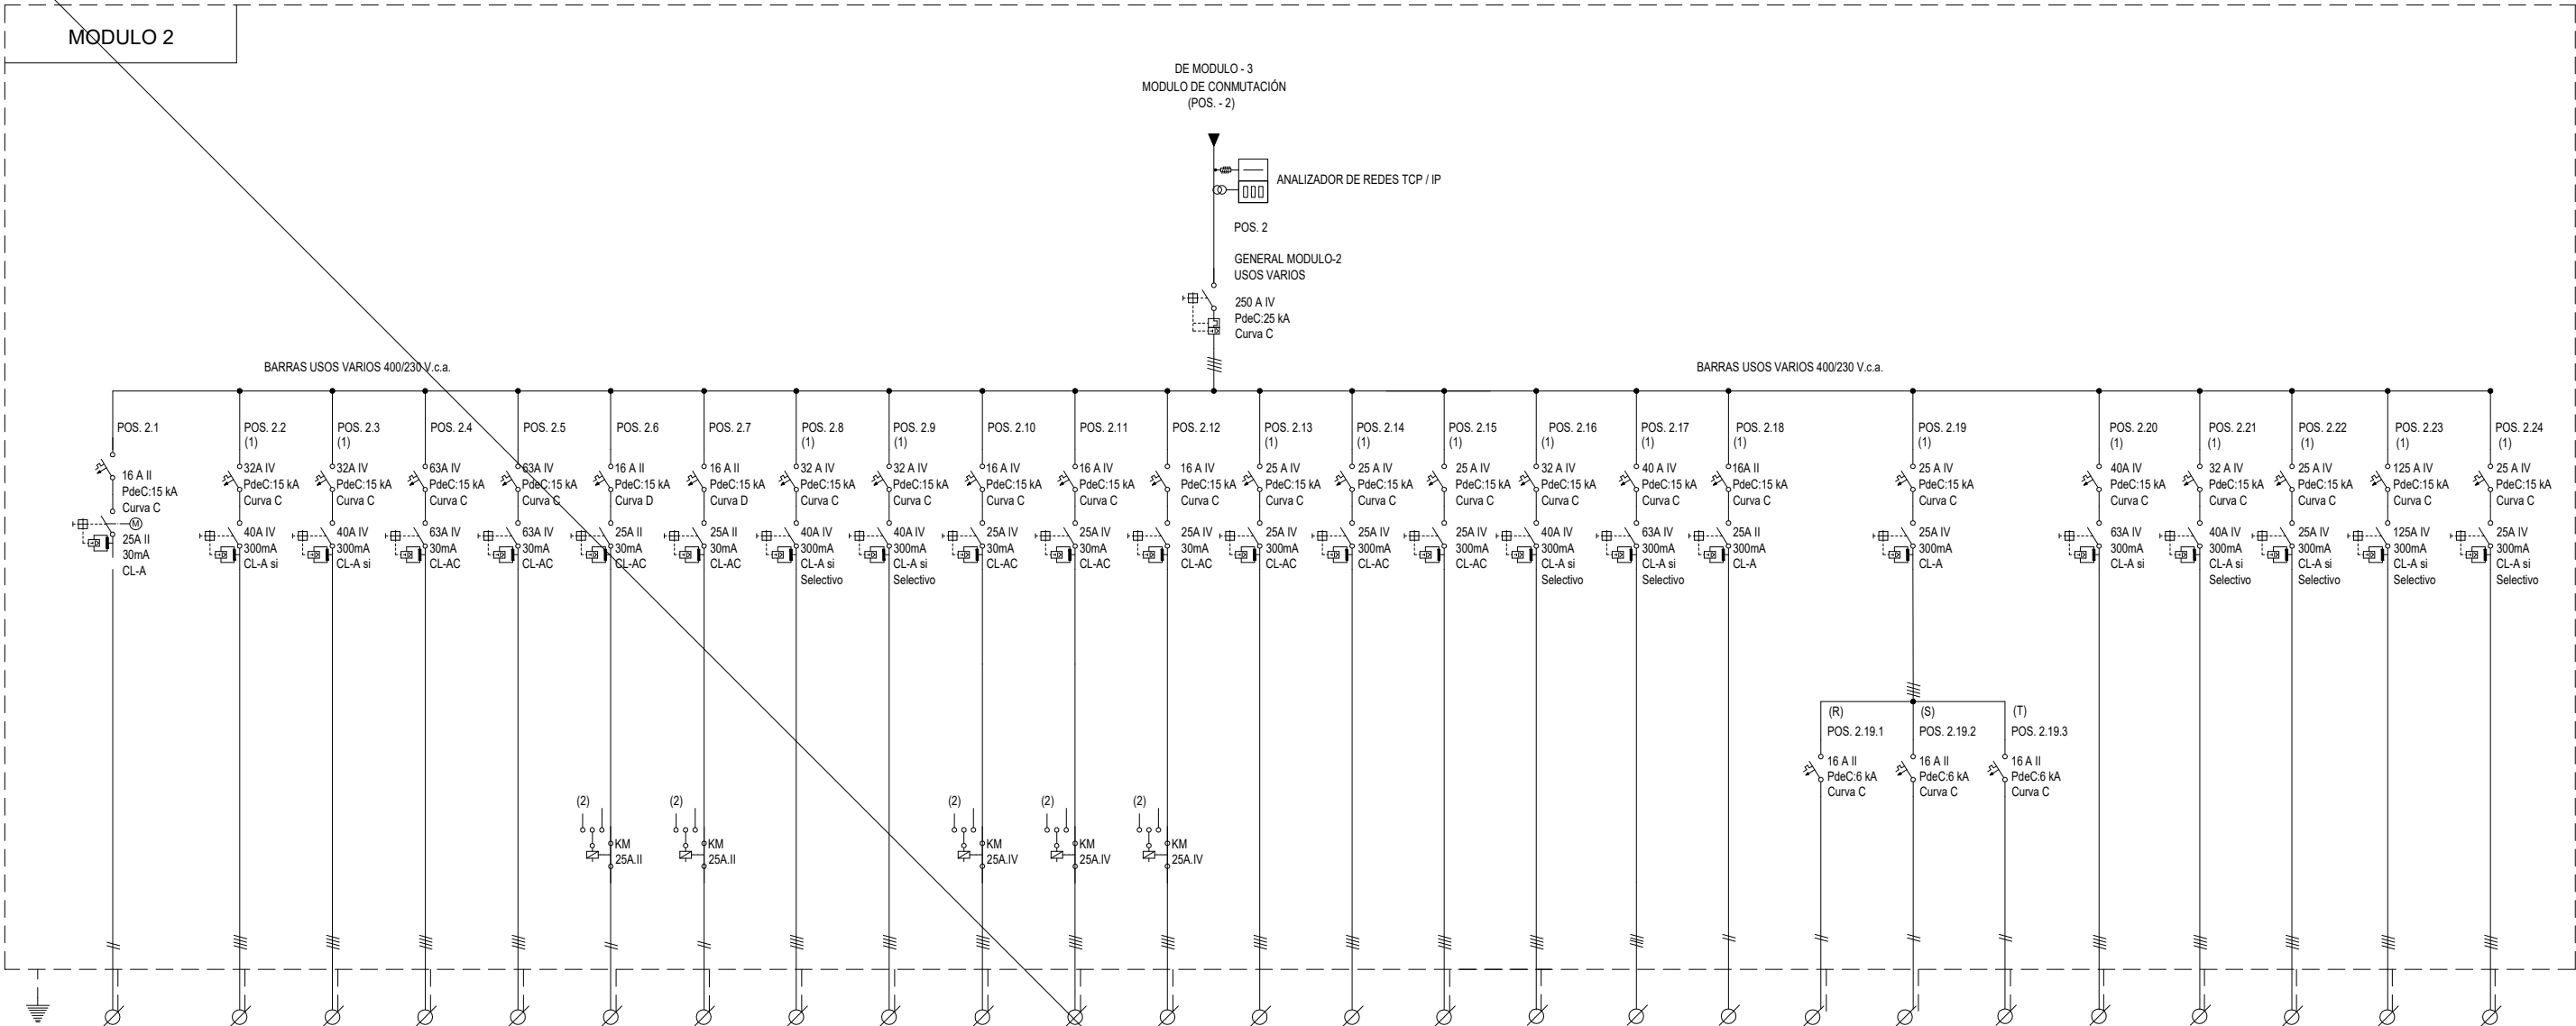 MODULO 2
DE MODULO - 3
MODULO DE CONMUTACIÓN
(POS. - 2)
ANALIZADOR DE REDES TCP / IP
POS. 2
GENERAL MODULO-2
USOS VARIOS
250 A IV
PdeC:25 kA
Curva C
BARRAS USOS VARIOS 400/230 V.c.a.
BARRAS USOS VARIOS 400/230 V.c.a.
POS. 2.1
16 A II
PdeC:15 kA
Curva C
M
25A II
30mA
CL-A
POS. 2.2
(1)
32A IV
PdeC:15 kA
Curva C
40A IV
300mA
CL-A si
POS. 2.3
(1)
32A IV
PdeC:15 kA
Curva C
40A IV
300mA
CL-A si
POS. 2.4
63A IV
PdeC:15 kA
Curva C
63A IV
30mA
CL-AC
POS. 2.5
63A IV
PdeC:15 kA
Curva C
63A IV
30mA
CL-AC
POS. 2.6
16 A II
PdeC:15 kA
Curva D
25A II
30mA
CL-AC
(2)
KM
25A.II
POS. 2.7
16 A II
PdeC:15 kA
Curva D
25A II
30mA
CL-AC
(2)
KM
25A.II
POS. 2.8
(1)
32 A IV
PdeC:15 kA
Curva C
40A IV
300mA
CL-A si
Selectivo
POS. 2.9
(1)
32 A IV
PdeC:15 kA
Curva C
40A IV
300mA
CL-A si
Selectivo
POS. 2.10
16 A IV
PdeC:15 kA
Curva C
25A IV
30mA
CL-AC
(2)
KM
25A.IV
POS. 2.11
16 A IV
PdeC:15 kA
Curva C
25A IV
30mA
CL-AC
(2)
KM
25A.IV
POS. 2.12
16 A IV
PdeC:15 kA
Curva C
25A IV
30mA
CL-AC
(2)
KM
25A.IV
POS. 2.13
(1)
25 A IV
PdeC:15 kA
Curva C
25A IV
300mA
CL-AC
POS. 2.14
(1)
25 A IV
PdeC:15 kA
Curva C
25A IV
300mA
CL-AC
POS. 2.15
(1)
25 A IV
PdeC:15 kA
Curva C
25A IV
300mA
CL-AC
POS. 2.16
(1)
32 A IV
PdeC:15 kA
Curva C
40A IV
300mA
CL-A si
Selectivo
POS. 2.17
(1)
40 A IV
PdeC:15 kA
Curva C
63A IV
300mA
CL-A si
Selectivo
POS. 2.18
(1)
16A II
PdeC:15 kA
Curva C
25A II
300mA
CL-A
POS. 2.19
(1)
25 A IV
PdeC:15 kA
Curva C
25A IV
300mA
CL-A
(R)
POS. 2.19.1
16 A II
PdeC:6 kA
Curva C
(S)
POS. 2.19.2
16 A II
PdeC:6 kA
Curva C
(T)
POS. 2.19.3
16 A II
PdeC:6 kA
Curva C
POS. 2.20
(1)
40A IV
PdeC:15 kA
Curva C
63A IV
300mA
CL-A si
POS. 2.21
(1)
32 A IV
PdeC:15 kA
Curva C
40A IV
300mA
CL-A si
Selectivo
POS. 2.22
(1)
25 A IV
PdeC:15 kA
Curva C
25A IV
300mA
CL-A si
Selectivo
POS. 2.23
(1)
125 A IV
PdeC:15 kA
Curva C
125A IV
300mA
CL-A si
Selectivo
POS. 2.24
(1)
25 A IV
PdeC:15 kA
Curva C
25A IV
300mA
CL-A si
Selectivo